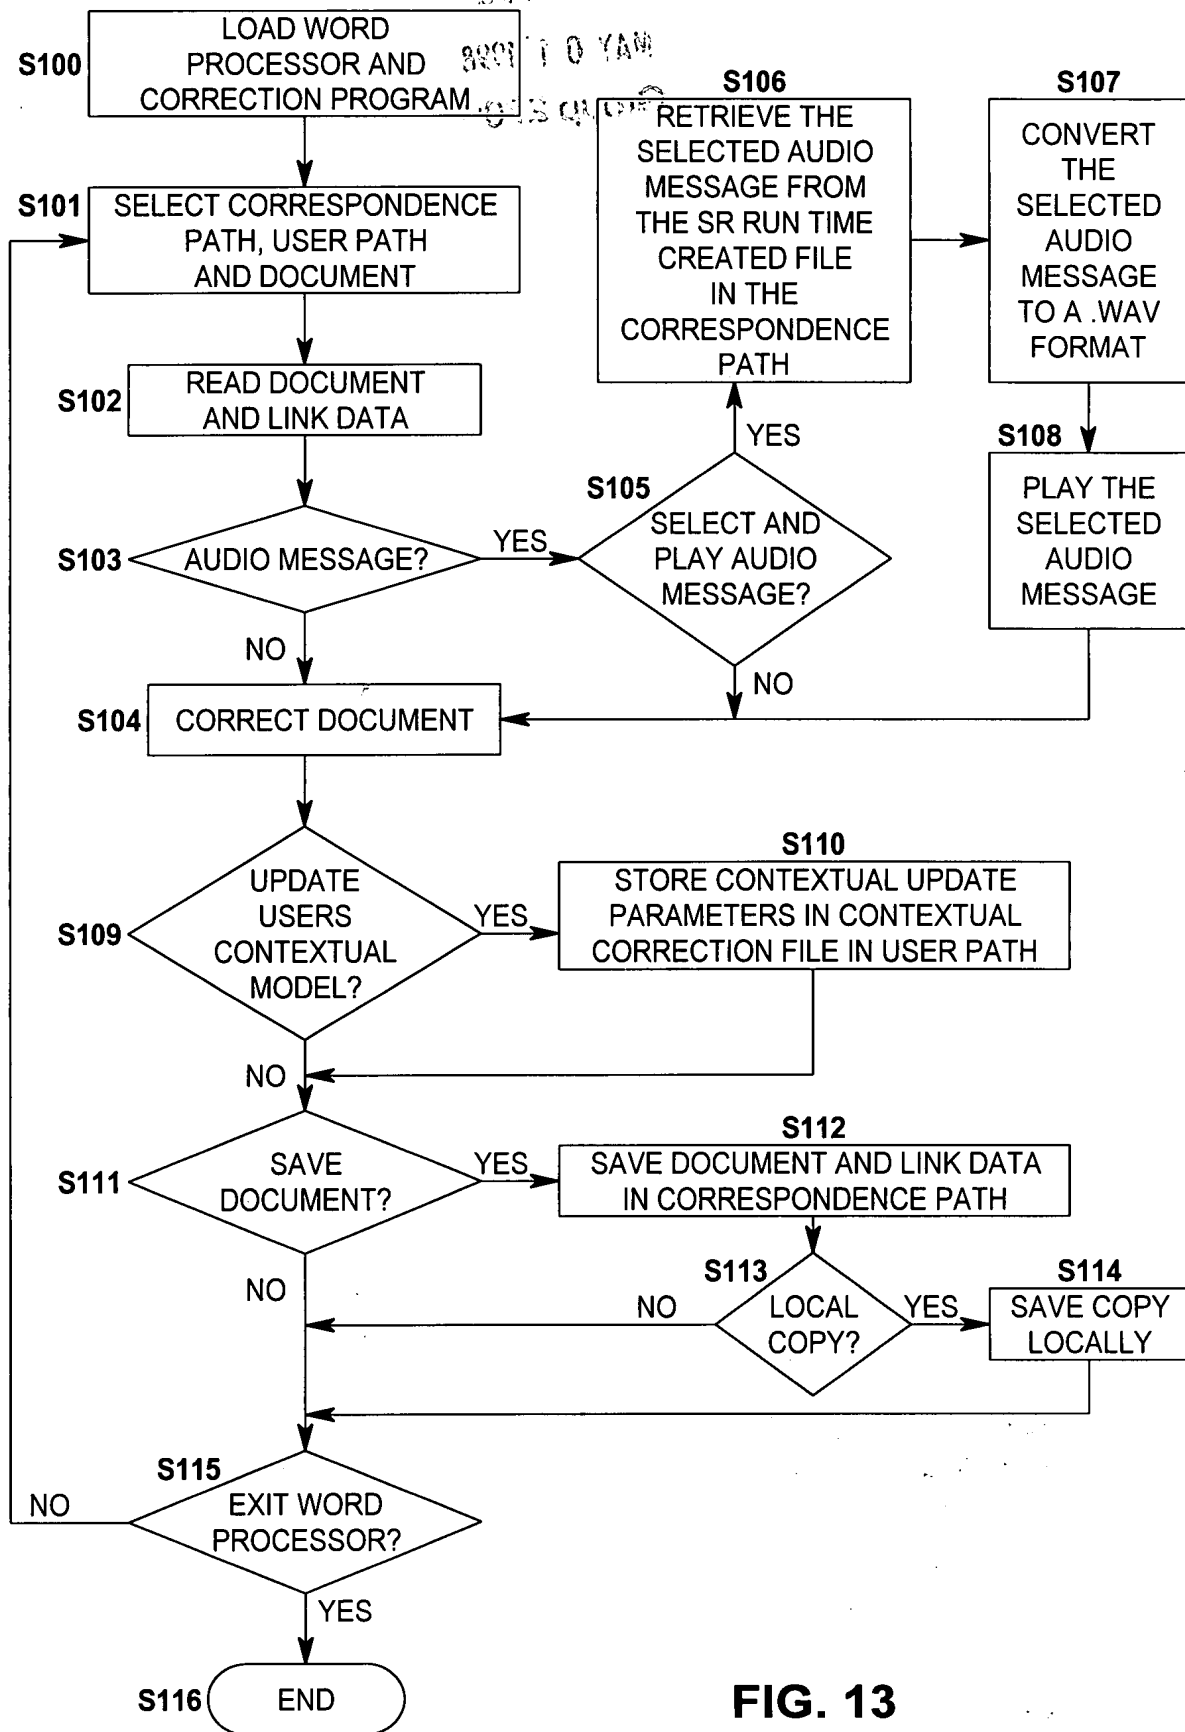 S100
LOAD WORD
PROCESSOR AND
CORRECTION PROGRAM
S101
SELECT CORRESPONDENCE
PATH, USER PATH
AND DOCUMENT
S102
READ DOCUMENT
AND LINK DATA
S103
AUDIO MESSAGE?
YES
NO
S105
SELECT AND
PLAY AUDIO
MESSAGE?
YES
NO
S106
RETRIEVE THE
SELECTED AUDIO
MESSAGE FROM
THE SR RUN TIME
CREATED FILE
IN THE
CORRESPONDENCE
PATH
S107
CONVERT
THE
SELECTED
AUDIO
MESSAGE
TO A .WAV
FORMAT
S108
PLAY THE
SELECTED
AUDIO
MESSAGE
S104
CORRECT DOCUMENT
S109
UPDATE
USERS
CONTEXTUAL
MODEL?
YES
NO
S110
STORE CONTEXTUAL UPDATE
PARAMETERS IN CONTEXTUAL
CORRECTION FILE IN USER PATH
S111
SAVE
DOCUMENT?
YES
NO
S112
SAVE DOCUMENT AND LINK DATA
IN CORRESPONDENCE PATH
S113
LOCAL
COPY?
NO
YES
S114
SAVE COPY
LOCALLY
S115
EXIT WORD
PROCESSOR?
NO
YES
S116
END
FIG. 13